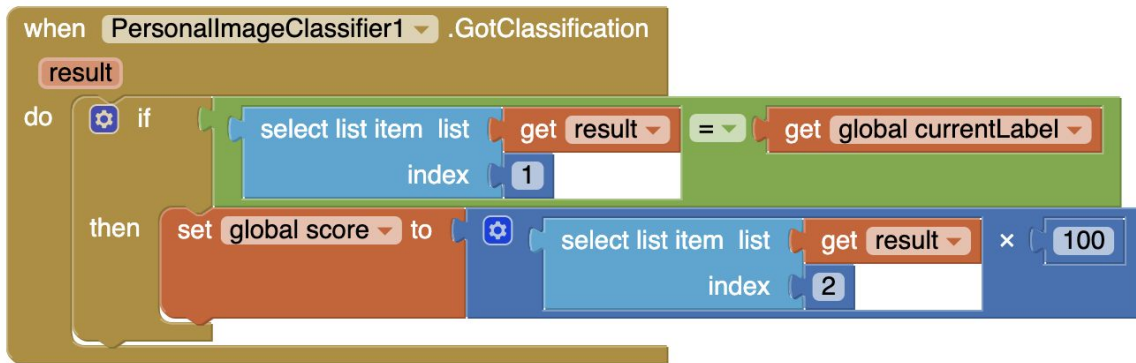 when PersonalImageClassifier1 .GotClassification
result
do if select list item list get result = get global currentLabel
index 1
then set global score to select list item list get result × 100
index 2